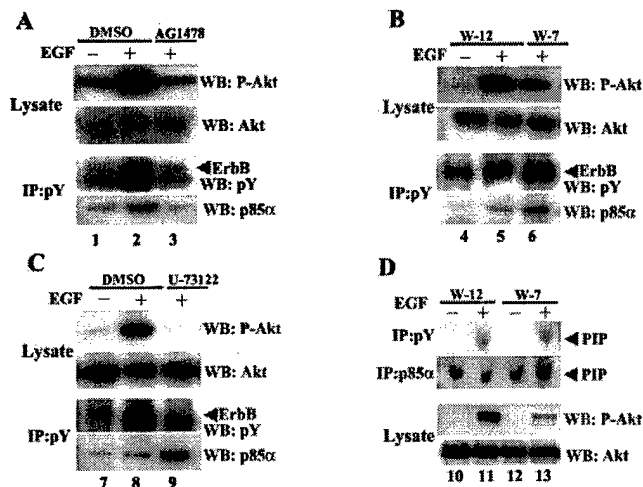 A
DMSO AG1478
EGF − + +
Lysate
WB: P-Akt
WB: Akt
IP:pY
ErbB
WB: pY
WB: p85α
1 2 3
B
W-12 W-7
EGF − + +
Lysate
WB: P-Akt
WB: Akt
IP:pY
ErbB
WB: pY
WB: p85α
4 5 6
C
DMSO U-73122
EGF − + +
Lysate
WB: P-Akt
WB: Akt
IP:pY
ErbB
WB: pY
WB: p85α
7 8 9
D
W-12 W-7
EGF − + − +
IP:pY
PIP
IP:p85α
PIP
Lysate
WB: P-Akt
WB: Akt
10 11 12 13